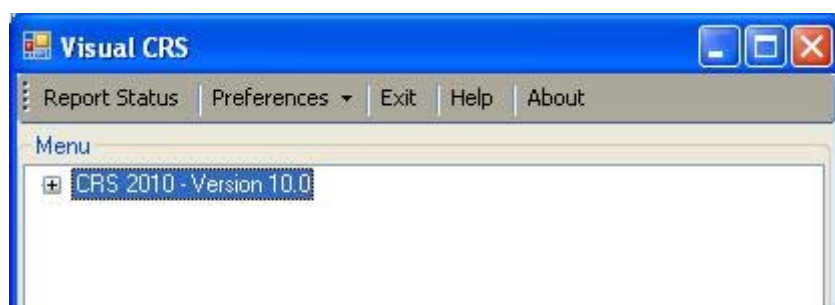 Visual CRS
Report Status Preferences Exit Help About
Menu
CRS 2010 - Version 10.0